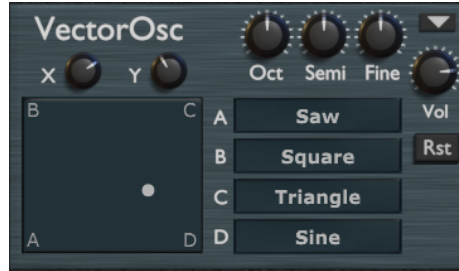 VectorOsc
X Y
Oct Semi Fine
Vol
Rst
B C
A D
A Saw
B Square
C Triangle
D Sine